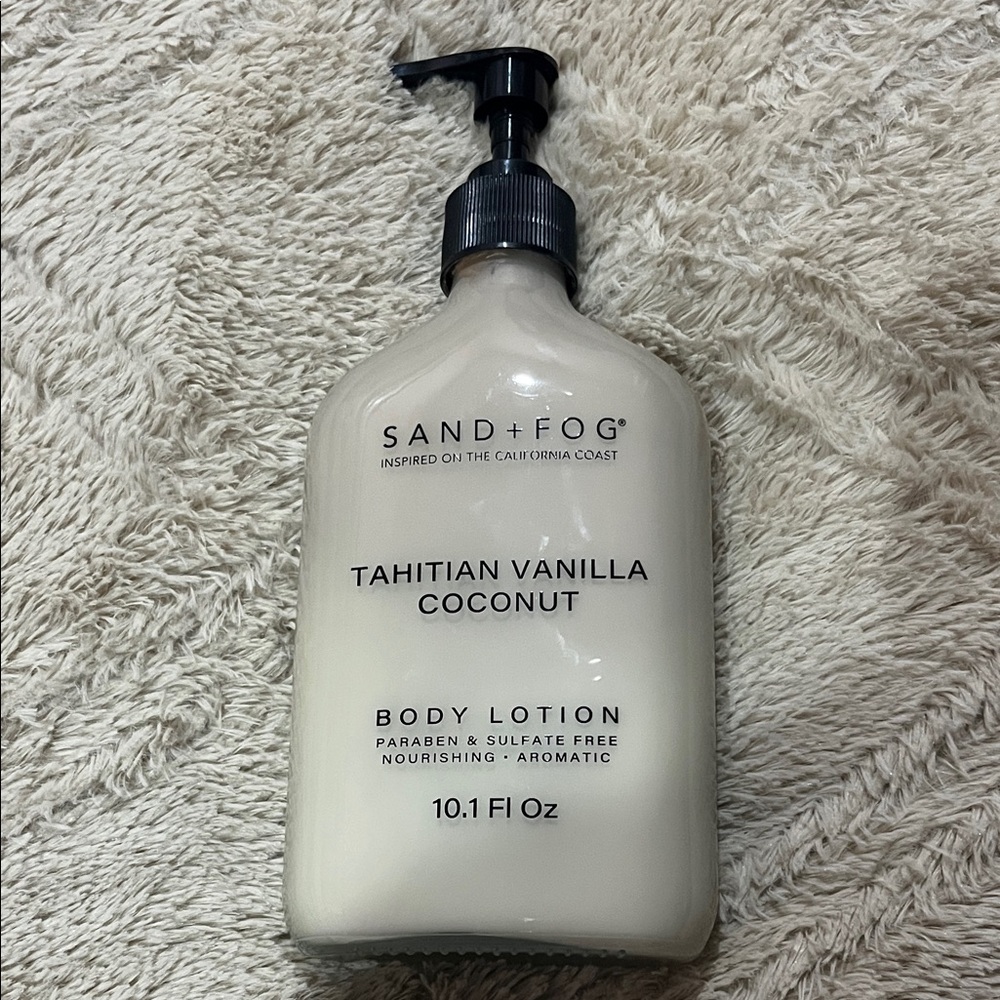 SAND+FOG®
INSPIRED ON THE CALIFORNIA COAST
TAHITIAN VANILLA
COCONUT
BODY LOTION
PARABEN & SULFATE FREE
NOURISHING • AROMATIC
10.1 Fl Oz